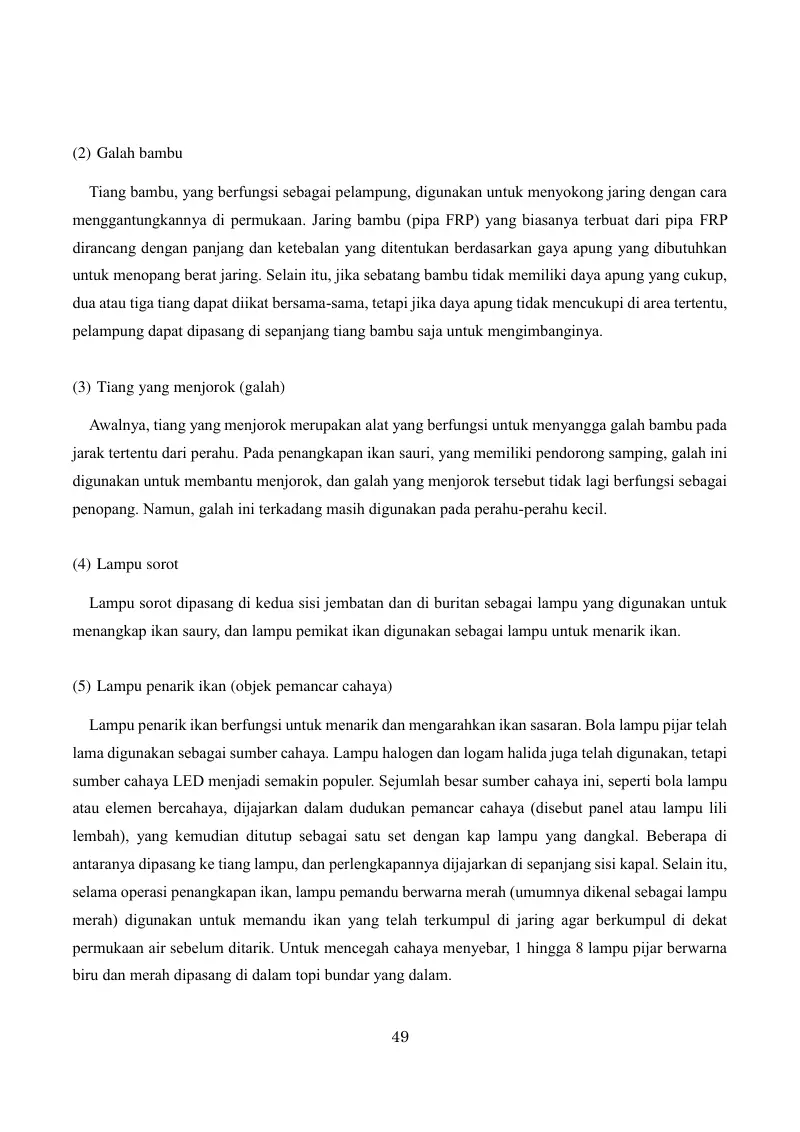 (2) Galah bambu
Tiang bambu, yang berfungsi sebagai pelampung, digunakan untuk menyokong jaring dengan cara
menggantungkannya di permukaan. Jaring bambu (pipa FRP) yang biasanya terbuat dari pipa FRP
dirancang dengan panjang dan ketebalan yang ditentukan berdasarkan gaya apung yang dibutuhkan
untuk menopang berat jaring. Selain itu, jika sebatang bambu tidak memiliki daya apung yang cukup,
dua atau tiga tiang dapat diikat bersama-sama, tetapi jika daya apung tidak mencukupi di area tertentu,
pelampung dapat dipasang di sepanjang tiang bambu saja untuk mengimbanginya.
(3) Tiang yang menjorok (galah)
Awalnya, tiang yang menjorok merupakan alat yang berfungsi untuk menyangga galah bambu pada
jarak tertentu dari perahu. Pada penangkapan ikan sauri, yang memiliki pendorong samping, galah ini
digunakan untuk membantu menjorok, dan galah yang menjorok tersebut tidak lagi berfungsi sebagai
penopang. Namun, galah ini terkadang masih digunakan pada perahu-perahu kecil.
(4) Lampu sorot
Lampu sorot dipasang di kedua sisi jembatan dan di buritan sebagai lampu yang digunakan untuk
menangkap ikan saury, dan lampu pemikat ikan digunakan sebagai lampu untuk menarik ikan.
(5) Lampu penarik ikan (objek pemancar cahaya)
Lampu penarik ikan berfungsi untuk menarik dan mengarahkan ikan sasaran. Bola lampu pijar telah
lama digunakan sebagai sumber cahaya. Lampu halogen dan logam halida juga telah digunakan, tetapi
sumber cahaya LED menjadi semakin populer. Sejumlah besar sumber cahaya ini, seperti bola lampu
atau elemen bercahaya, dijajarkan dalam dudukan pemancar cahaya (disebut panel atau lampu lili
lembah), yang kemudian ditutup sebagai satu set dengan kap lampu yang dangkal. Beberapa di
antaranya dipasang ke tiang lampu, dan perlengkapannya dijajarkan di sepanjang sisi kapal. Selain itu,
selama operasi penangkapan ikan, lampu pemandu berwarna merah (umumnya dikenal sebagai lampu
merah) digunakan untuk memandu ikan yang telah terkumpul di jaring agar berkumpul di dekat
permukaan air sebelum ditarik. Untuk mencegah cahaya menyebar, 1 hingga 8 lampu pijar berwarna
biru dan merah dipasang di dalam topi bundar yang dalam.
49